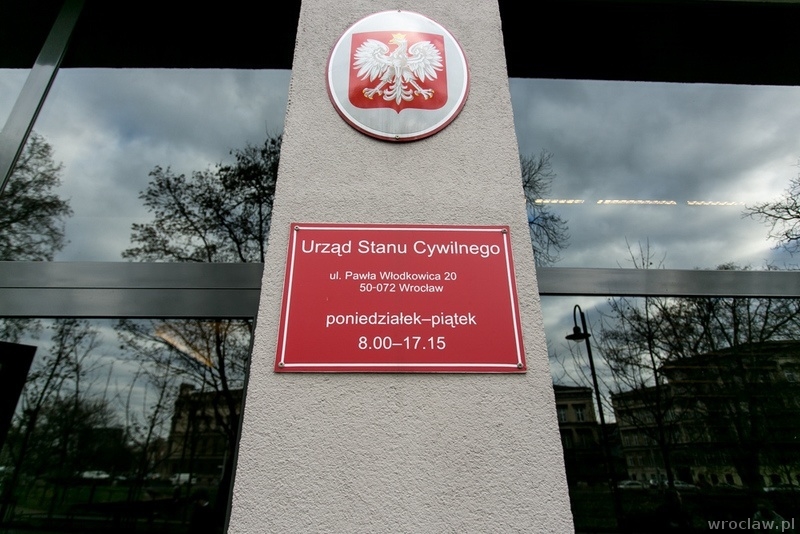 Urząd Stanu Cywilnego
ul. Pawła Włodkowica 20
50-072 Wrocław
poniedziałek–piątek
8.00–17.15
wroclaw.pl